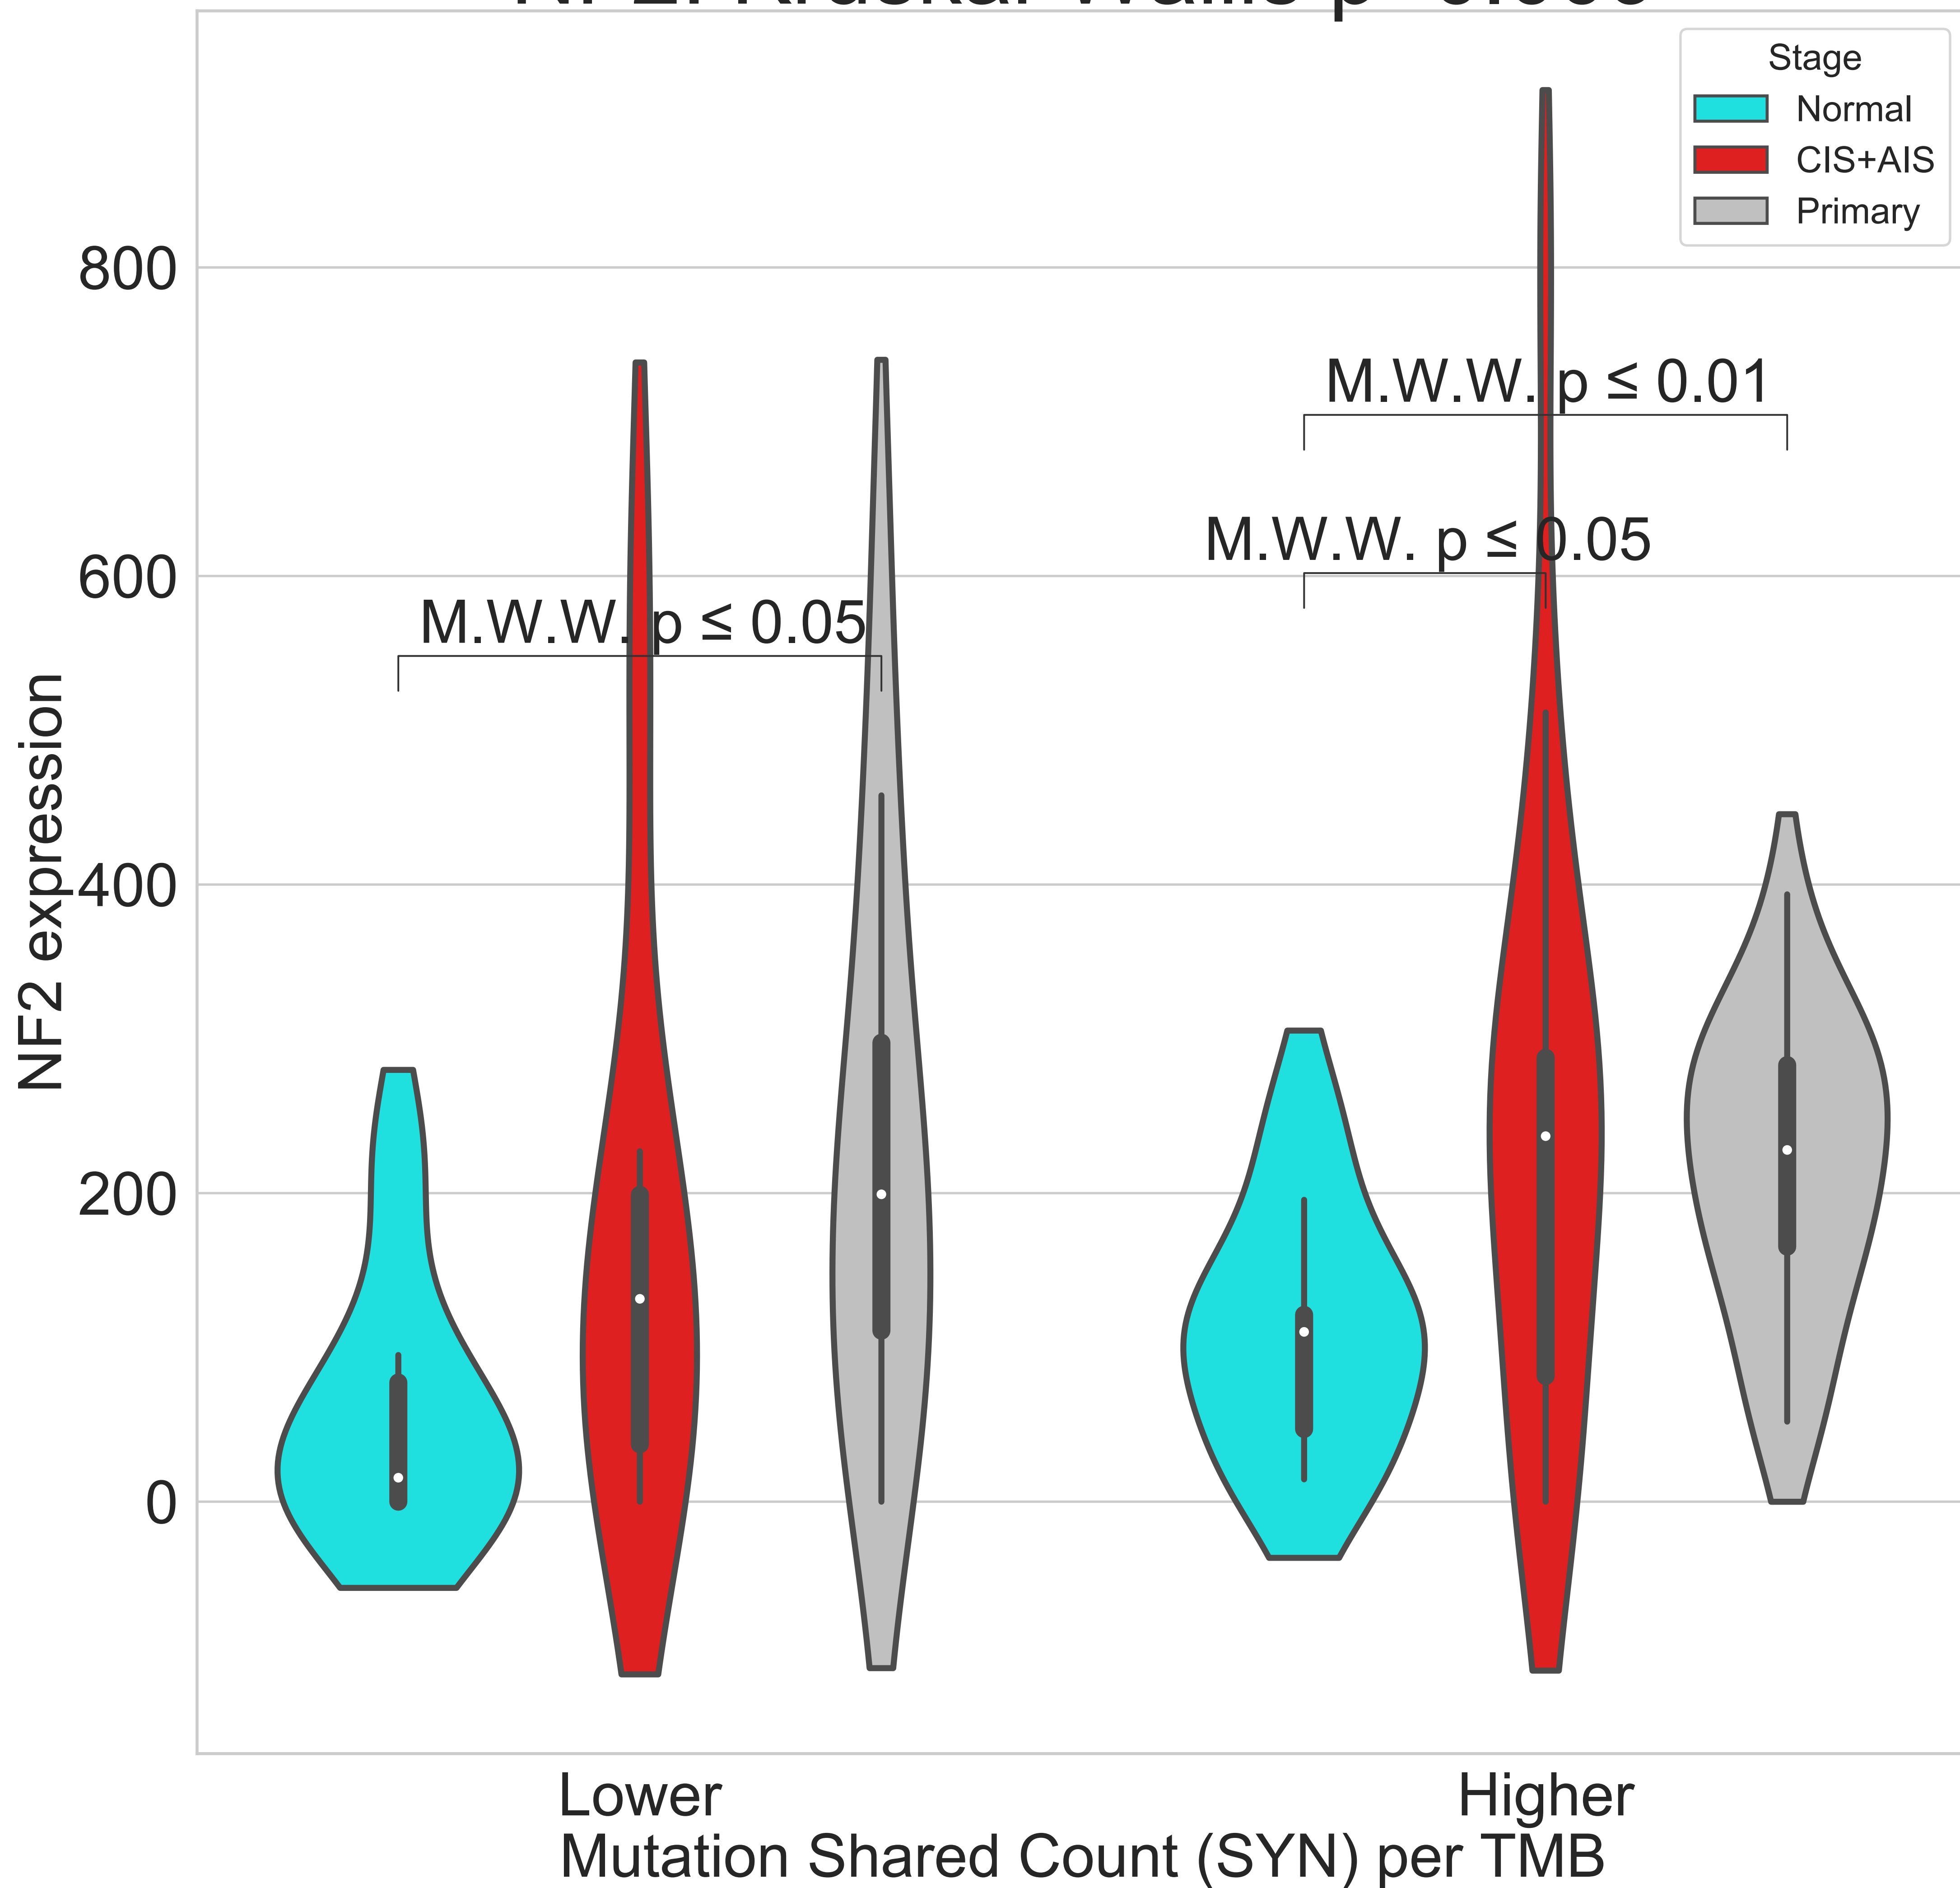 Stage
Normal
CIS+AIS
Primary
800
600
400
200
0
NF2 expression
M.W.W. p ≤ 0.01
M.W.W. p ≤ 0.05
M.W.W. p ≤ 0.05
Lower
Higher
Mutation Shared Count (SYN) per TMB